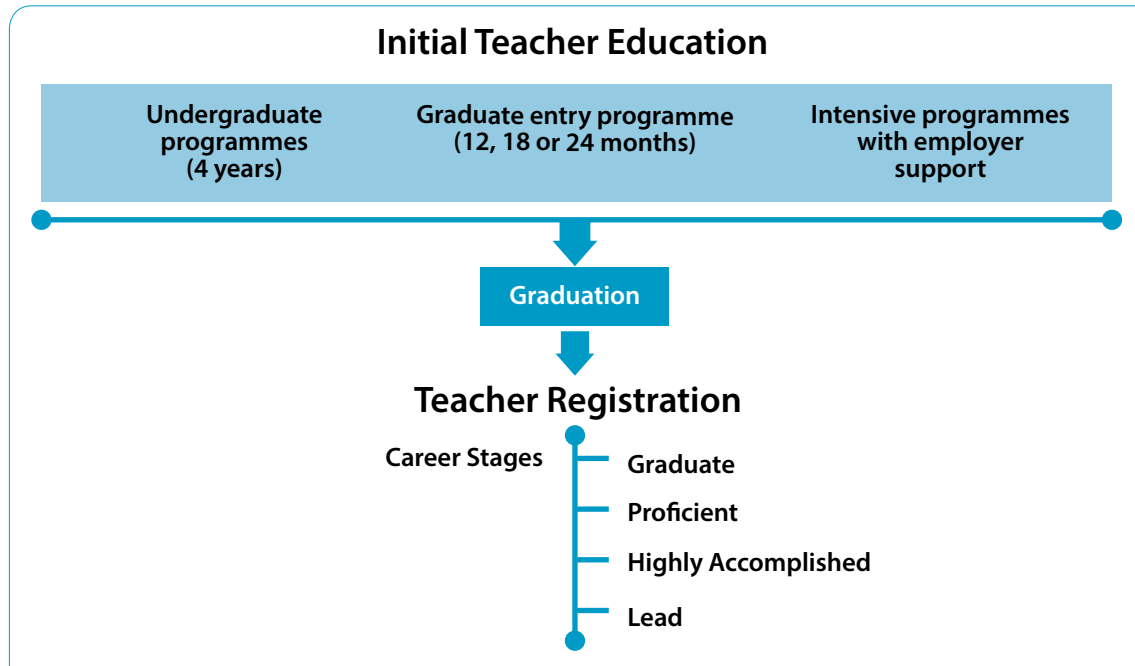 Initial Teacher Education
Undergraduate
programmes
(4 years)
Graduate entry programme
(12, 18 or 24 months)
Intensive programmes
with employer
support
Graduation
Teacher Registration
Career Stages
Graduate
Proficient
Highly Accomplished
Lead